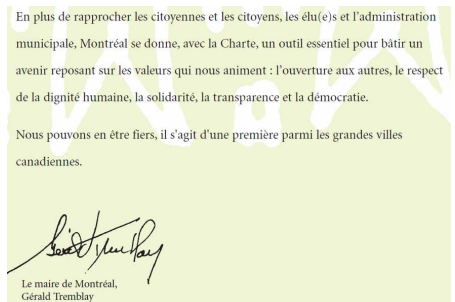 En plus de rapprocher les citoyennes et les citoyens, les élu(e)s et l'administration
municipale, Montréal se donne, avec la Charte, un outil essentiel pour bâtir un
avenir reposant sur les valeurs qui nous animent : l'ouverture aux autres, le respect
de la dignité humaine, la solidarité, la transparence et la démocratie.
Nous pouvons en être fiers, il s'agit d'une première parmi les grandes villes
canadiennes.
Gérald Tremblay
Le maire de Montréal,
Gérald Tremblay